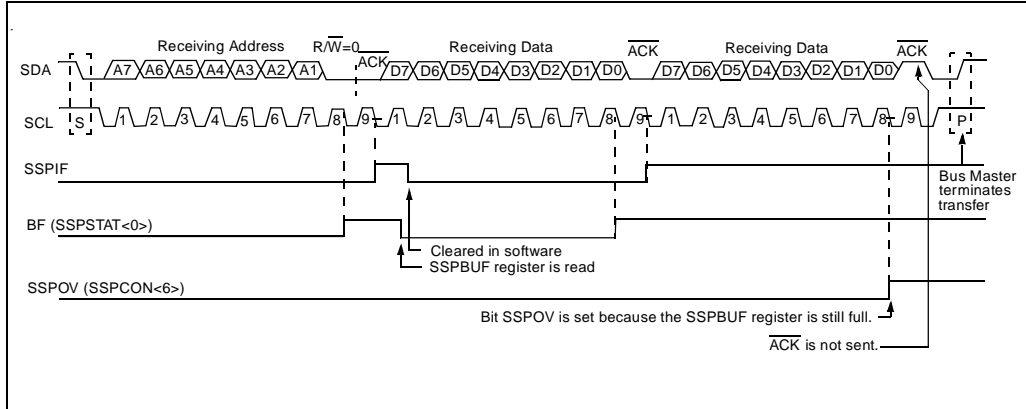 Receiving Address R/W=0 ACK Receiving Data ACK Receiving Data ACK
SDA A7 A6 A5 A4 A3 A2 A1 D7 D6 D5 D4 D3 D2 D1 D0 D7 D6 D5 D4 D3 D2 D1 D0
SCL S 1 2 3 4 5 6 7 8 9 1 2 3 4 5 6 7 8 9 1 2 3 4 5 6 7 8 9 P
SSPIF
Bus Master
terminates
transfer
BF (SSPSTAT<0>)
Cleared in software
SSPBUF register is read
SSPOV (SSPCON<6>)
Bit SSPOV is set because the SSPBUF register is still full.
ACK is not sent.